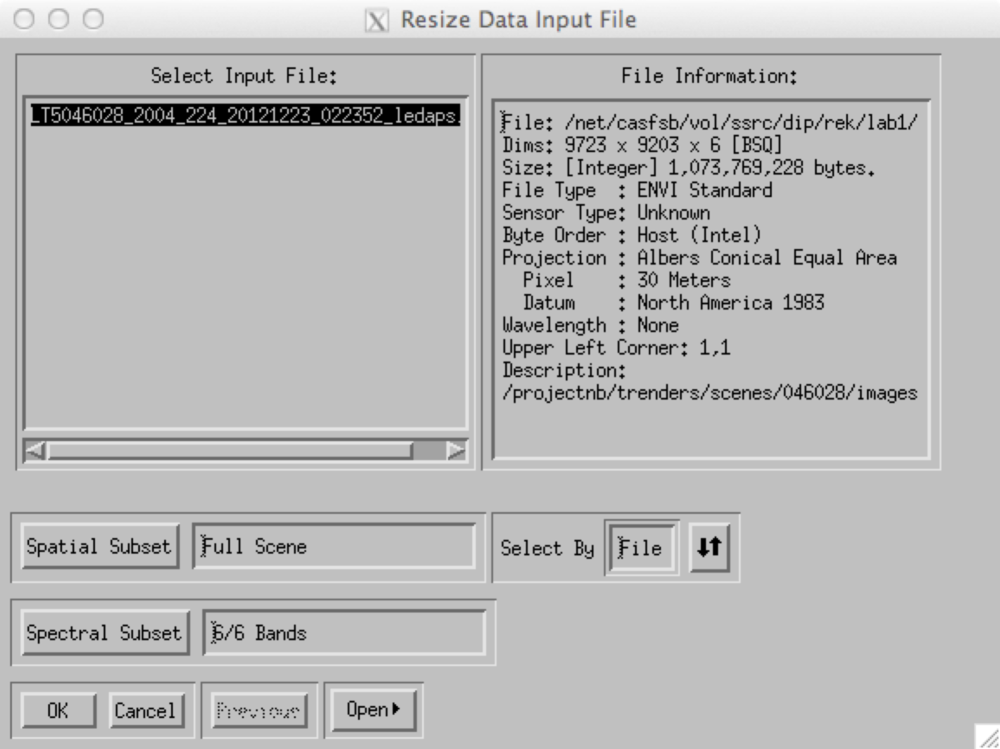 Resize Data Input File
Select Input File:
LT5046028_2004_224_20121223_022352_ledaps.
File Information:
File: /net/casfsb/vol/ssrc/dip/rek/lab1/
Dims: 9723 x 9203 x 6 [BSQ]
Size: [Integer] 1,073,769,228 bytes.
File Type  : ENVI Standard
Sensor Type: Unknown
Byte Order : Host (Intel)
Projection : Albers Conical Equal Area
  Pixel    : 30 Meters
  Datum    : North America 1983
Wavelength : None
Upper Left Corner: 1,1
Description:
/projectnb/trenders/scenes/046028/images
Spatial Subset Full Scene
Select By File
Spectral Subset 6/6 Bands
OK Cancel Previous Open